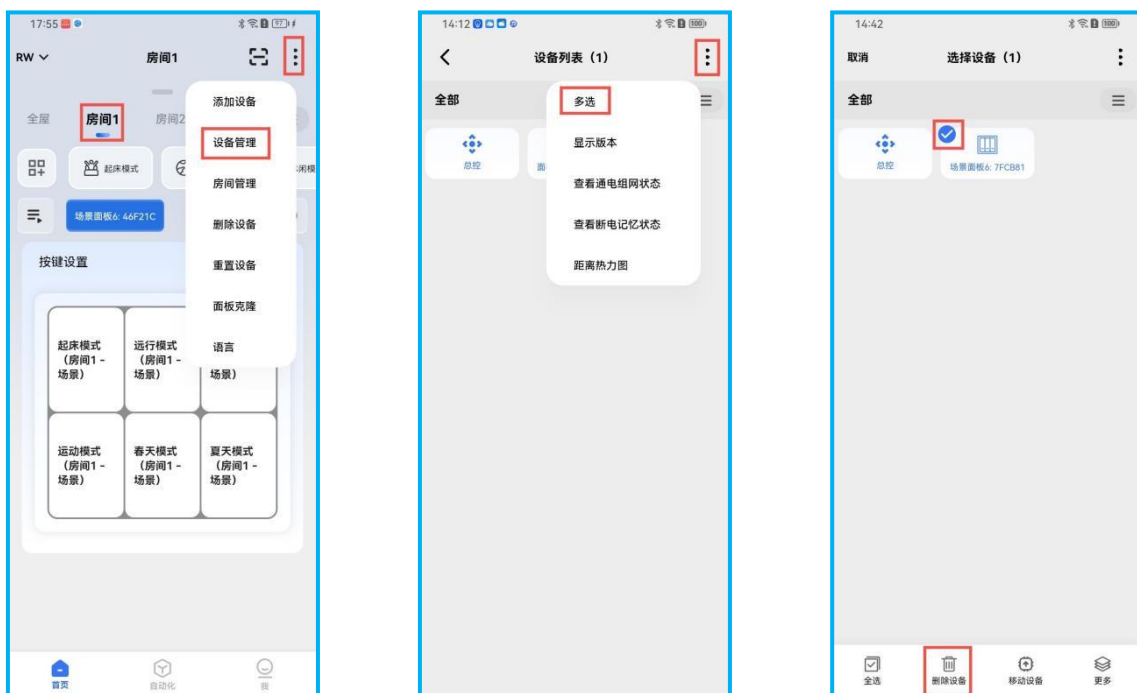 17:55
97
RW
房间1
添加设备
全屋
房间1
房间2
设备管理
起床模式
闲模
房间管理
场景面板6: 46F21C
删除设备
按键设置
重置设备
面板克隆
语言
起床模式
（房间1 -
场景）
远行模式
（房间1 -
场景）
场景）
运动模式
（房间1 -
场景）
春天模式
（房间1 -
场景）
夏天模式
（房间1 -
场景）
首页
自动化
我
14:12
100
设备列表（1）
全部
多选
总控
面
显示版本
查看通电组网状态
查看断电记忆状态
距离热力图
14:42
100
取消
选择设备（1）
全部
总控
场景面板6: 7FCB81
全选
删除设备
移动设备
更多